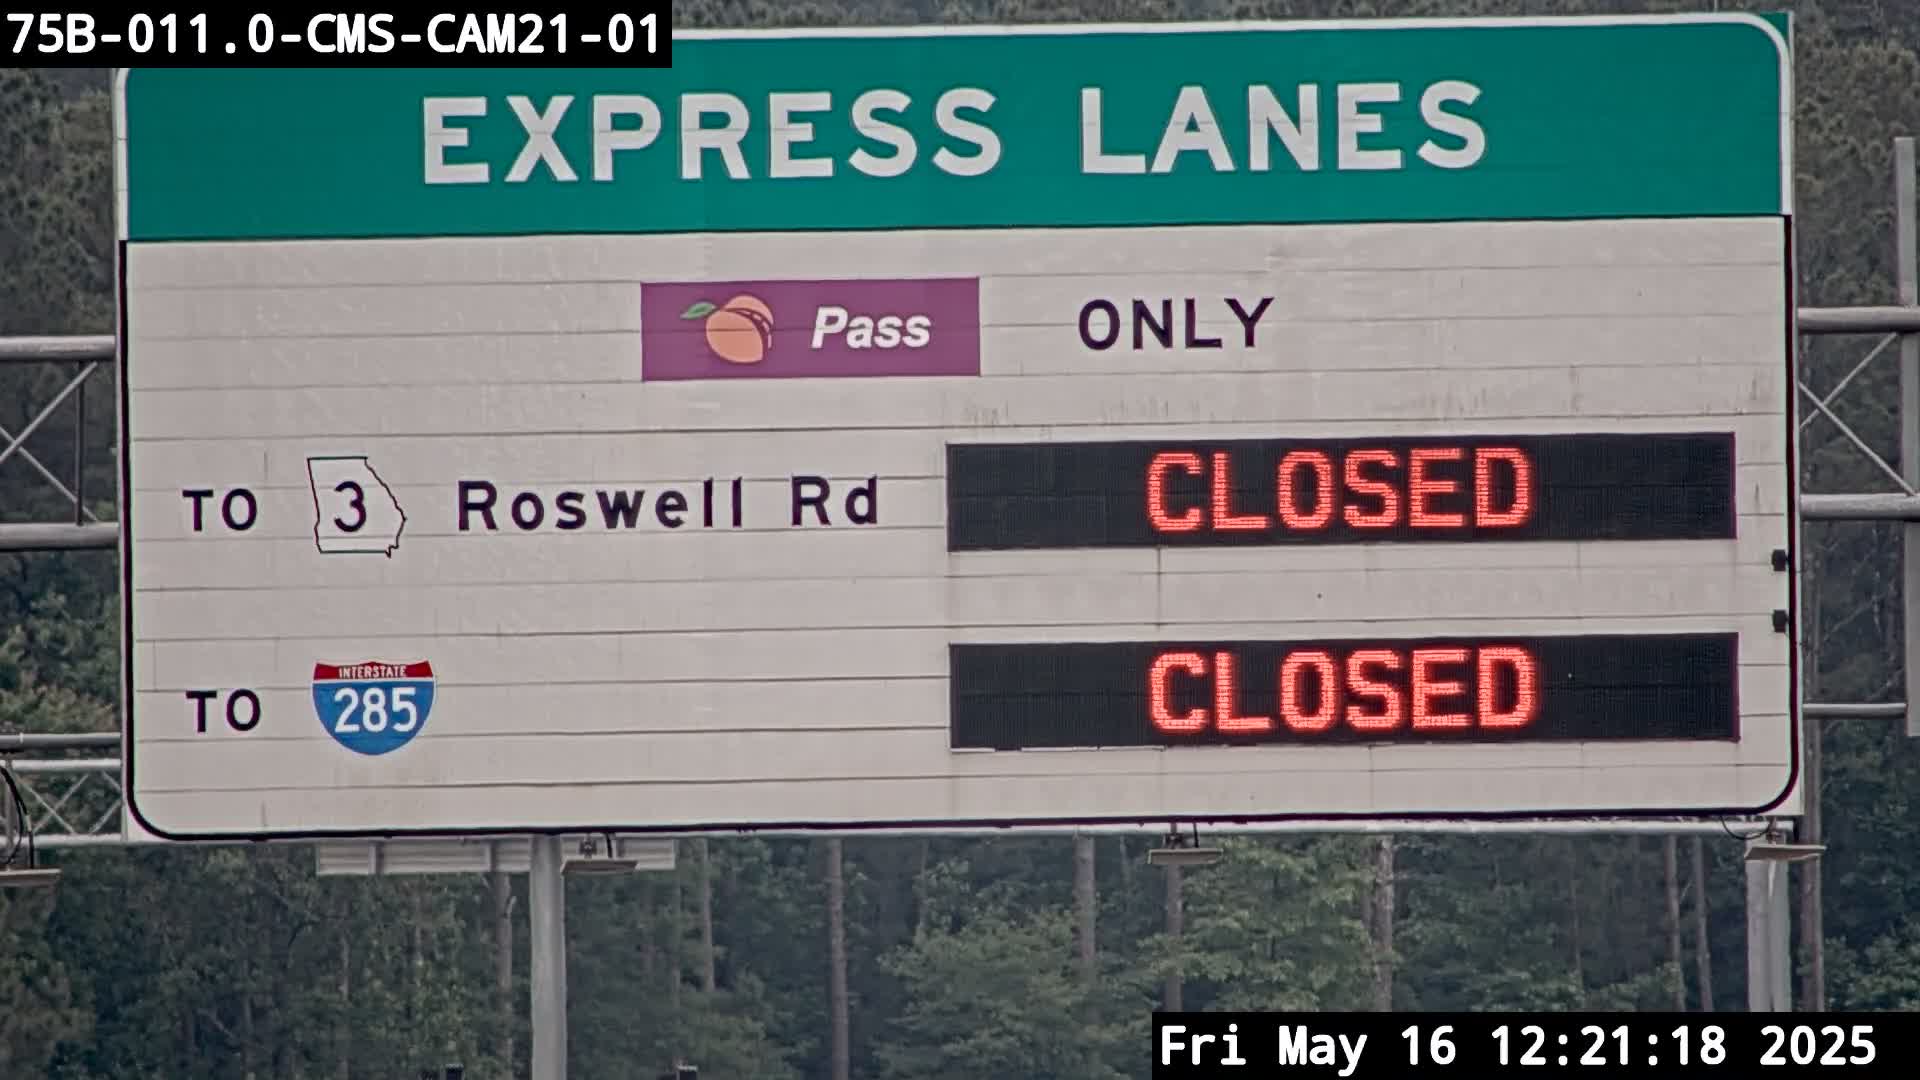 75B-011.0-CMS-CAM21-01
EXPRESS LANES
Pass ONLY
TO 3 Roswell Rd CLOSED
TO INTERSTATE 285 CLOSED
Fri May 16 12:21:18 2025